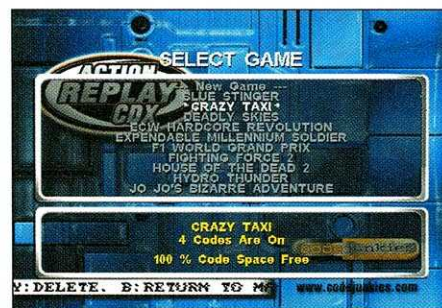 SELECT GAME
ACTION
REPLAY
CDX
--- New Game ---
BLUE STINGER
*CRAZY TAXI*
DEADLY SKIES
ECW HARDCORE REVOLUTION
EXPENDABLE MILLENNIUM SOLDIER
F1 WORLD GRAND PRIX
FIGHTING FORCE 2
HOUSE OF THE DEAD 2
HYDRO THUNDER
JO JO'S BIZARRE ADVENTURE
CRAZY TAXI
4 Codes Are On
100 % Code Space Free
Y:DELETE. B:RETURN TO
www.codejunkies.com